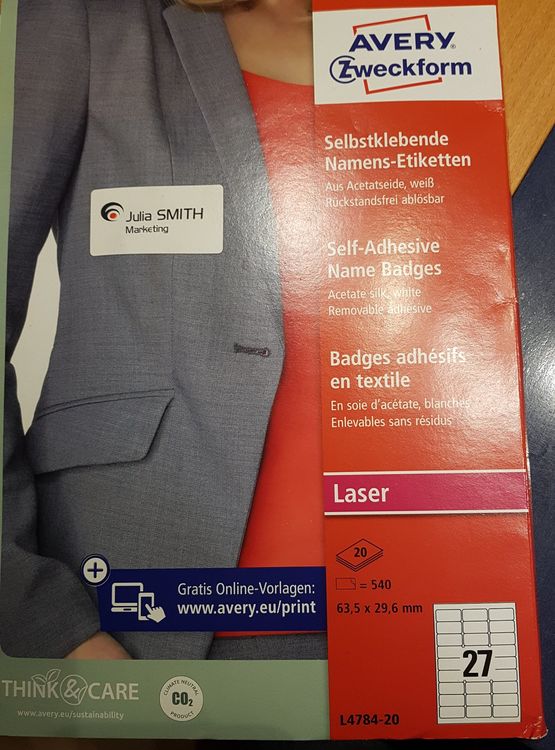 AVERY
Zweckform
Selbstklebende
Namens-Etiketten
Aus Acetatseide, weiß
Rückstandsfrei ablösbar
Self-Adhesive
Name Badges
Acetate silk, white
Removable adhesive
Badges adhésifs
en textile
En soie d'acétate, blanches
Enlevables sans résidus
Laser
20
= 540
63,5 x 29,6 mm
27
L4784-20
Julia SMITH
Marketing
+
Gratis Online-Vorlagen:
www.avery.eu/print
THINK & CARE
www.avery.eu/sustainability
CLIMATE NEUTRAL
CO₂
PRODUCT